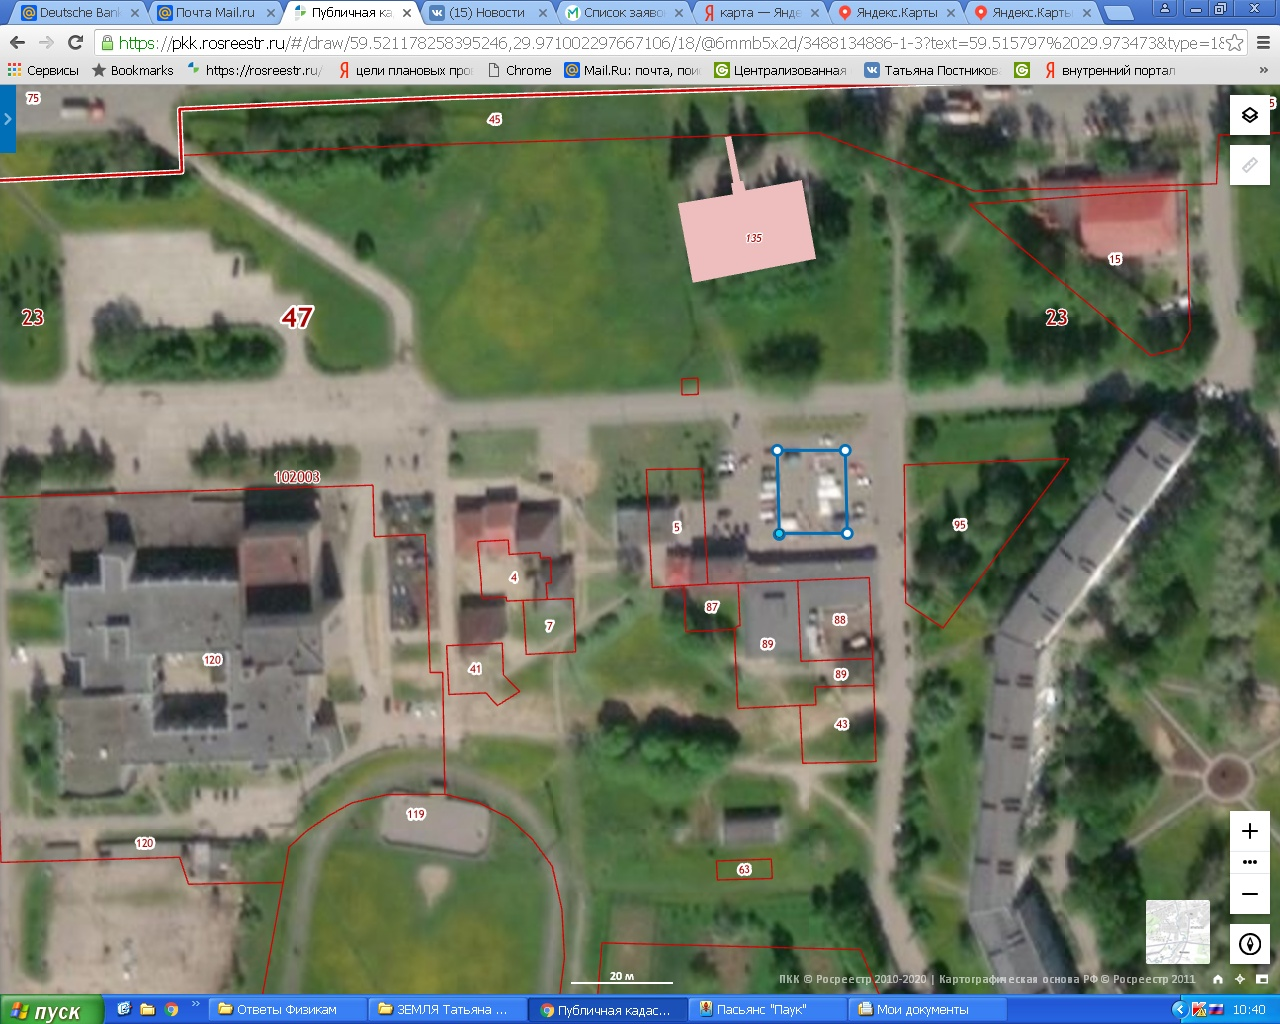 Deutsche Bank
Почта Mail.ru
Публичная ка
(15) Новости
Список заяво
карта — Янде
Яндекс.Карты
Яндекс.Карты
https://pkk.rosreestr.ru/#/draw/59.521178258395246,29.971002297667106/18/@6mmb5x2d/3488134886-1-3?text=59.515797%2029.973473&type=1
Сервисы
Bookmarks
https://rosreestr.ru/
цели плановых про
Chrome
Mail.Ru: почта, пои
Централизованная
Татьяна Постникова
внутренний портал
»
75
45
135
15
23
47
23
102003
5
95
4
87
88
7
89
120
41
89
43
119
120
63
20 м
ПКК © Росреестр 2010-2020 | Картографическая основа РФ © Росреестр 2011
пуск
Ответы Физикам
ЗЕМЛЯ Татьяна ...
Публичная кадас...
Пасьянс "Паук"
Мои документы
10:40